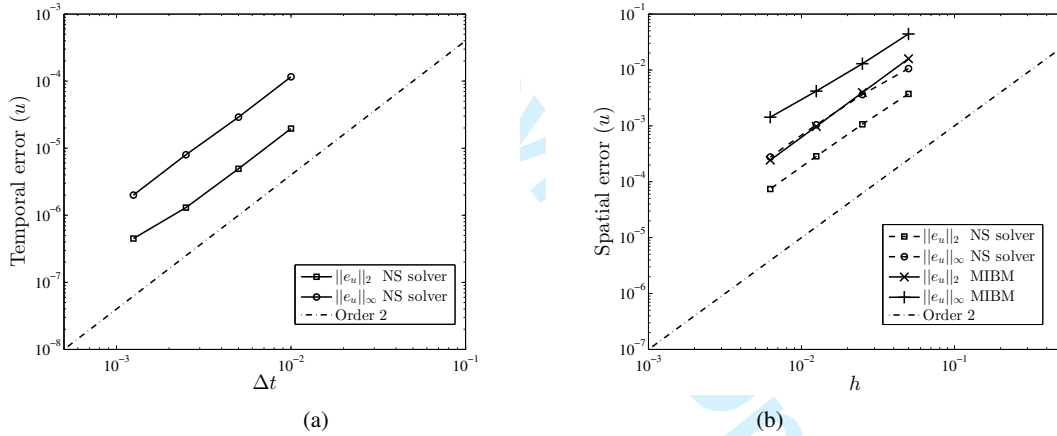 10^{-3}
10^{-4}
10^{-5}
10^{-6}
10^{-7}
10^{-8}
Temporal error (u)
10^{-3}
10^{-2}
10^{-1}
Δt
||e_u||_2 NS solver
||e_u||_∞ NS solver
Order 2
(a)
10^{-1}
10^{-2}
10^{-3}
10^{-4}
10^{-5}
10^{-6}
10^{-7}
Spatial error (u)
10^{-3}
10^{-2}
10^{-1}
h
||e_u||_2 NS solver
||e_u||_∞ NS solver
||e_u||_2 MIBM
||e_u||_∞ MIBM
Order 2
(b)